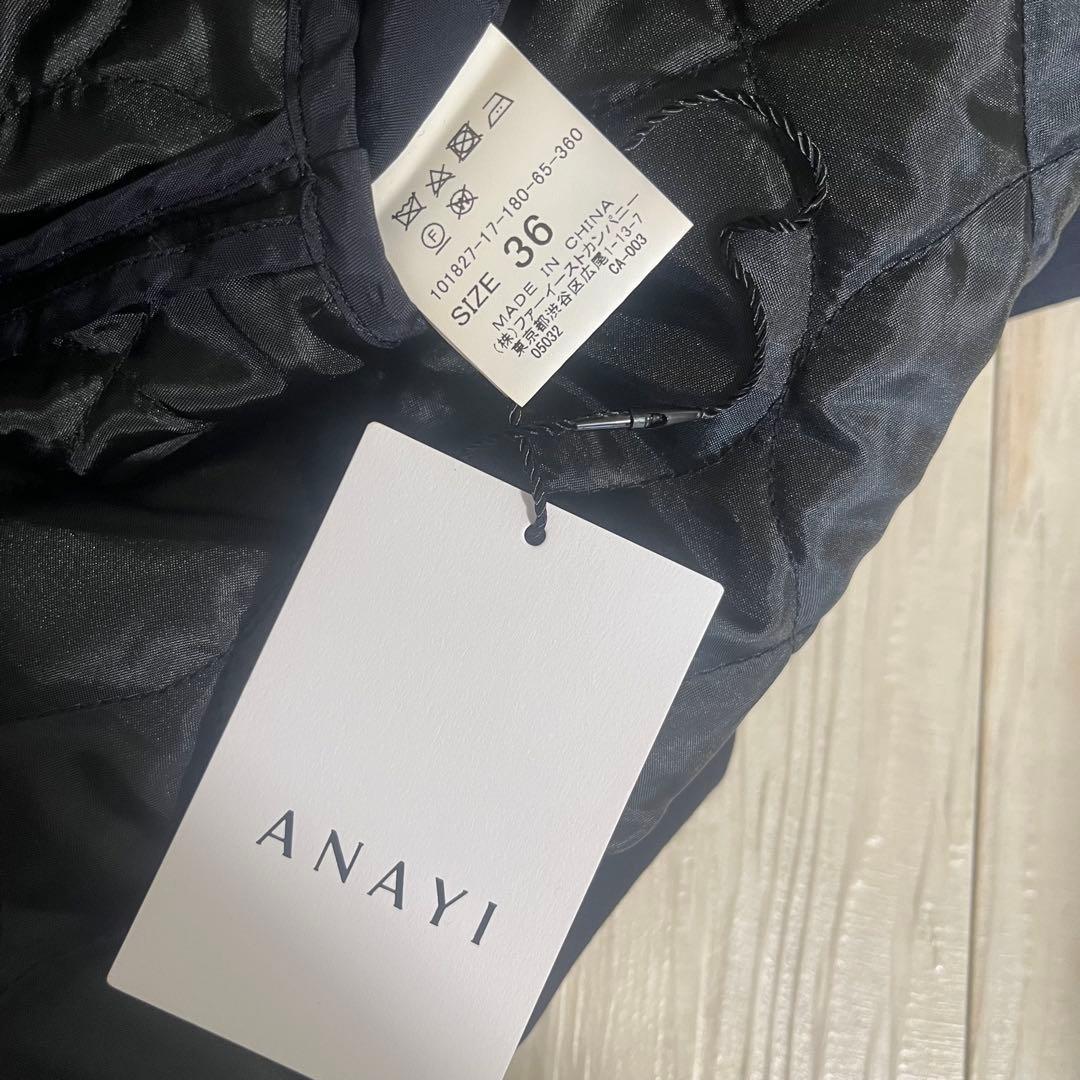 101827-17-180-65-360
SIZE 36
MADE IN CHINA
(株)ファーイーストカンパニー
東京都渋谷区広尾1-13-7
05032 CA-003
F
ANAYI